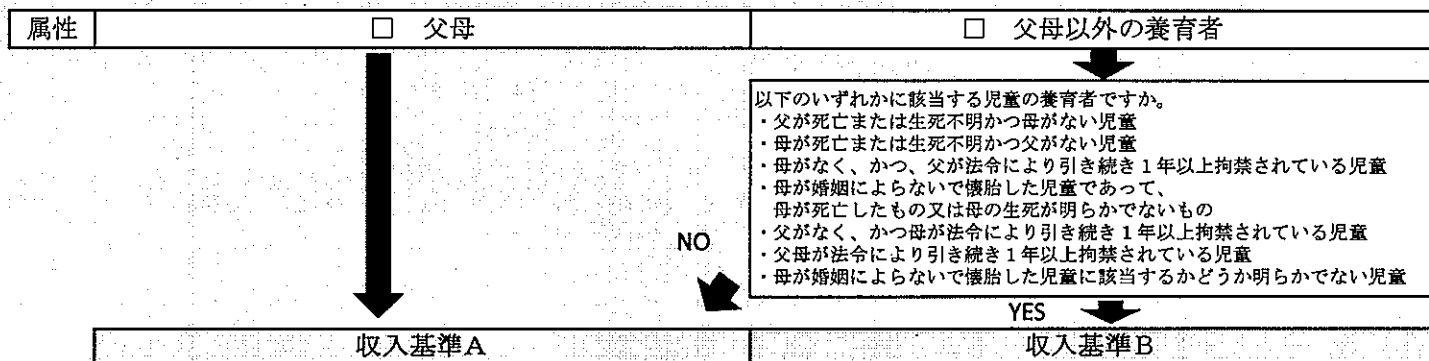 属性
□ 父母
□ 父母以外の養育者
以下のいずれかに該当する児童の養育者ですか。
・父が死亡または生死不明かつ母がない児童
・母が死亡または生死不明かつ父がない児童
・母がなく、かつ、父が法令により引き続き1年以上拘禁されている児童
・母が婚姻によらないで懐胎した児童であって、
母が死亡したもの又は母の生死が明らかでないもの
・父がなく、かつ母が法令により引き続き1年以上拘禁されている児童
・父母が法令により引き続き1年以上拘禁されている児童
・母が婚姻によらないで懐胎した児童に該当するかどうか明らかでない児童
NO
YES
収入基準A
収入基準B